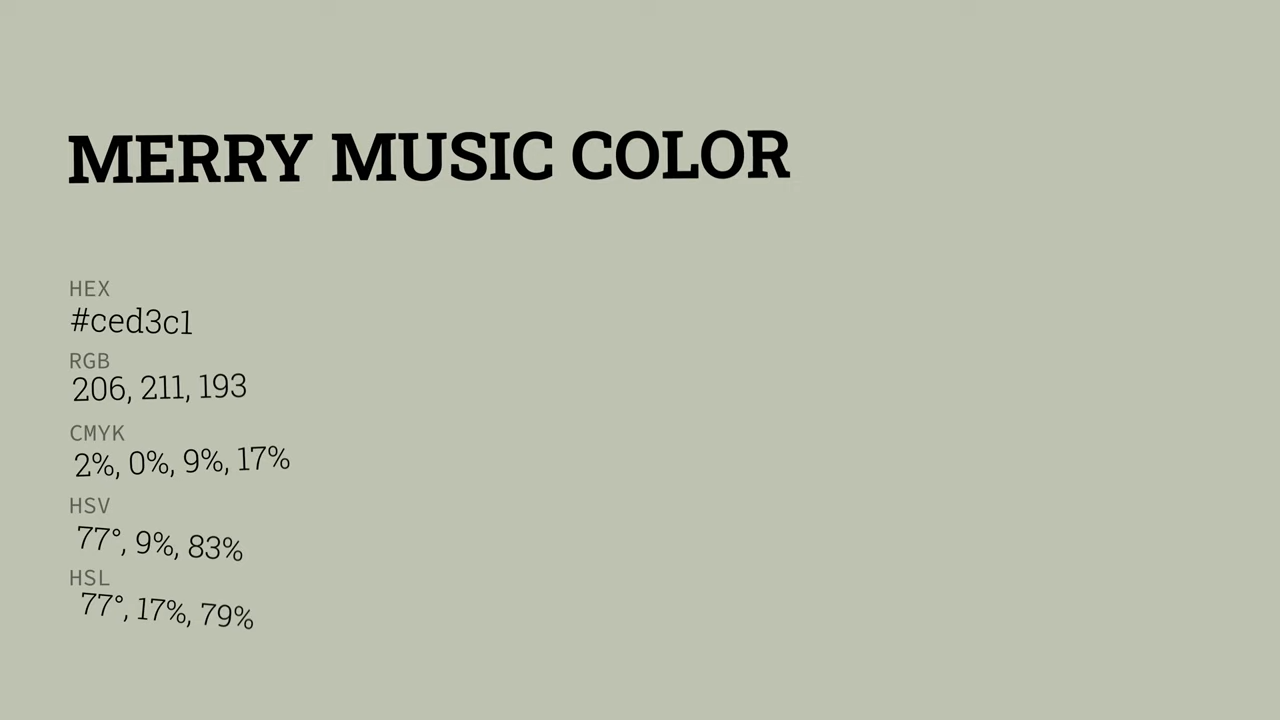 MERRY MUSIC COLOR
HEX
#ced3c1
RGB
206, 211, 193
CMYK
2%, 0%, 9%, 17%
HSV
77°, 9%, 83%
HSL
77°, 17%, 79%